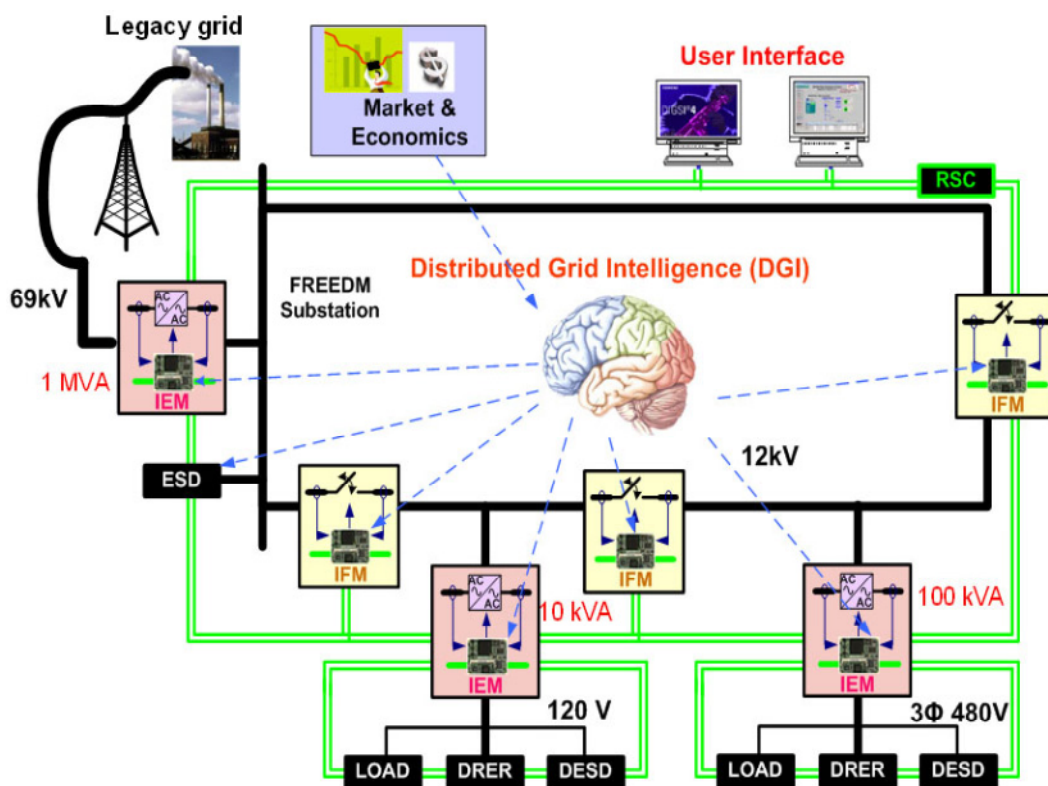 Legacy grid
Market &
Economics
User Interface
RSC
Distributed Grid Intelligence (DGI)
FREEDM
Substation
69kV
AC
AC
1 MVA
IEM
IFM
12kV
ESD
IFM
IFM
AC
AC
10 kVA
IEM
AC
AC
100 kVA
IEM
120 V
3Φ 480V
LOAD
DRER
DESD
LOAD
DRER
DESD